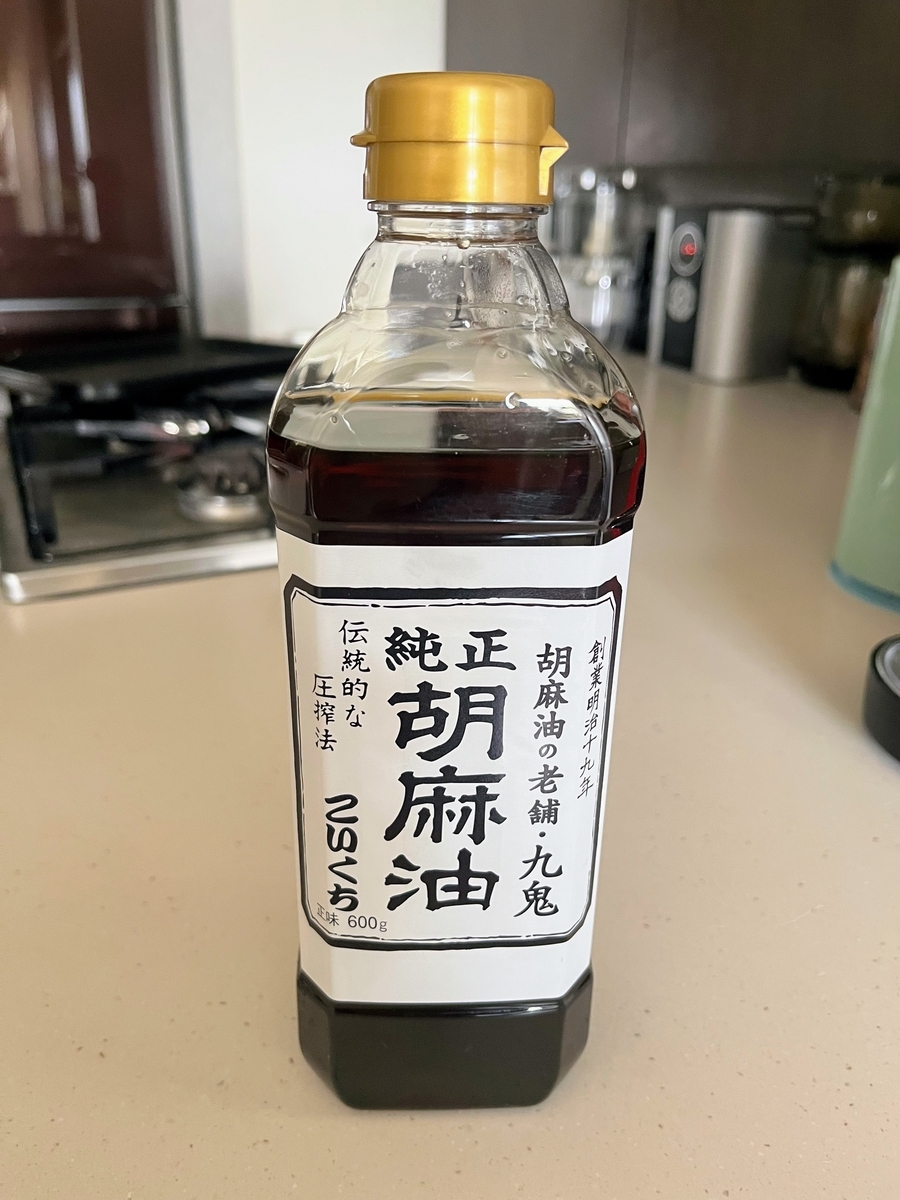 創業明治十九年
胡麻油の老舗・九鬼
純正
胡麻油
伝統的な
圧搾法
こいくち
正味 600g